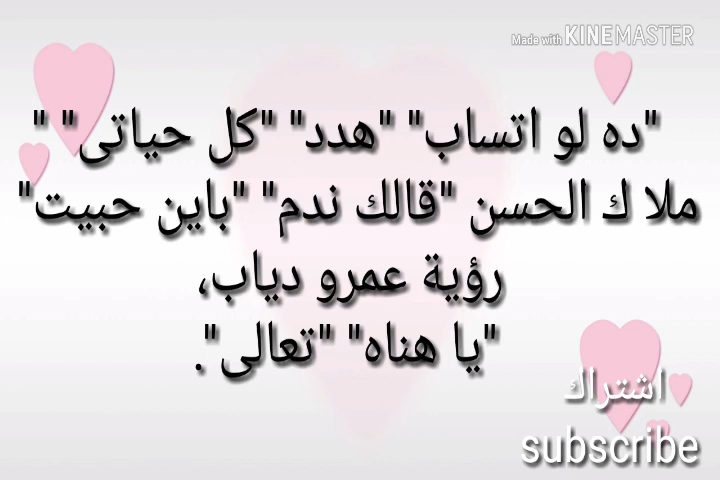 Made with KINEMASTER
"ده لو اتساب" "هدد" "كل حياتى" "
ملا ك الحسن "قالك ندم" "باين حبيت"
رؤية عمرو دياب،
"يا هناه" "تعالى".
اشتراك
subscribe